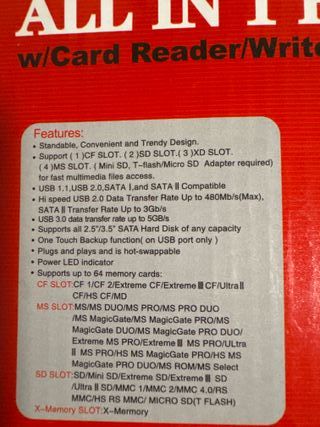 ALL IN 1
w/Card Reader/Write
Features:
• Standable, Convenient and Trendy Design.
• Support ( 1 )CF SLOT. ( 2 )SD SLOT.( 3 )XD SLOT.
( 4 )MS SLOT. ( Mini SD, T-flash/Micro SD Adapter required)
for fast multimedia files access.
• USB 1.1,USB 2.0,SATA Ⅰ,and SATA Ⅱ Compatible
• Hi speed USB 2.0 Data Transfer Rate Up to 480Mb/s(Max),
SATA Ⅱ Transfer Rate Up to 3Gb/s
• USB 3.0 data transfer rate up to 5GB/s
• Supports all 2.5"/3.5" SATA Hard Disk of any capacity
• One Touch Backup function( on USB port only )
• Plugs and plays and is hot-swappable
• Power LED indicator
• Supports up to 64 memory cards:
CF SLOT:CF 1/CF 2/Extreme CF/Extreme Ⅲ CF/Ultra Ⅱ
CF/HS CF/MD
MS SLOT:MS/MS DUO/MS PRO/MS PRO DUO
/MS MagicGate/MS MagicGate PRO/MS
MagicGate DUO/MS MagicGate PRO DUO/
Extreme MS PRO/Extreme Ⅲ MS PRO/Ultra
Ⅱ MS PRO/HS MS MagicGate PRO/HS MS
MagicGate PRO DUO/MS ROM/MS Select
SD SLOT:SD/Mini SD/Extreme SD/Extreme Ⅲ SD
/Ultra Ⅱ SD/MMC 1/MMC 2/MMC 4.0/RS
MMC/HS RS MMC/ MICRO SD(T FLASH)
X-Memory SLOT:X-Mermory